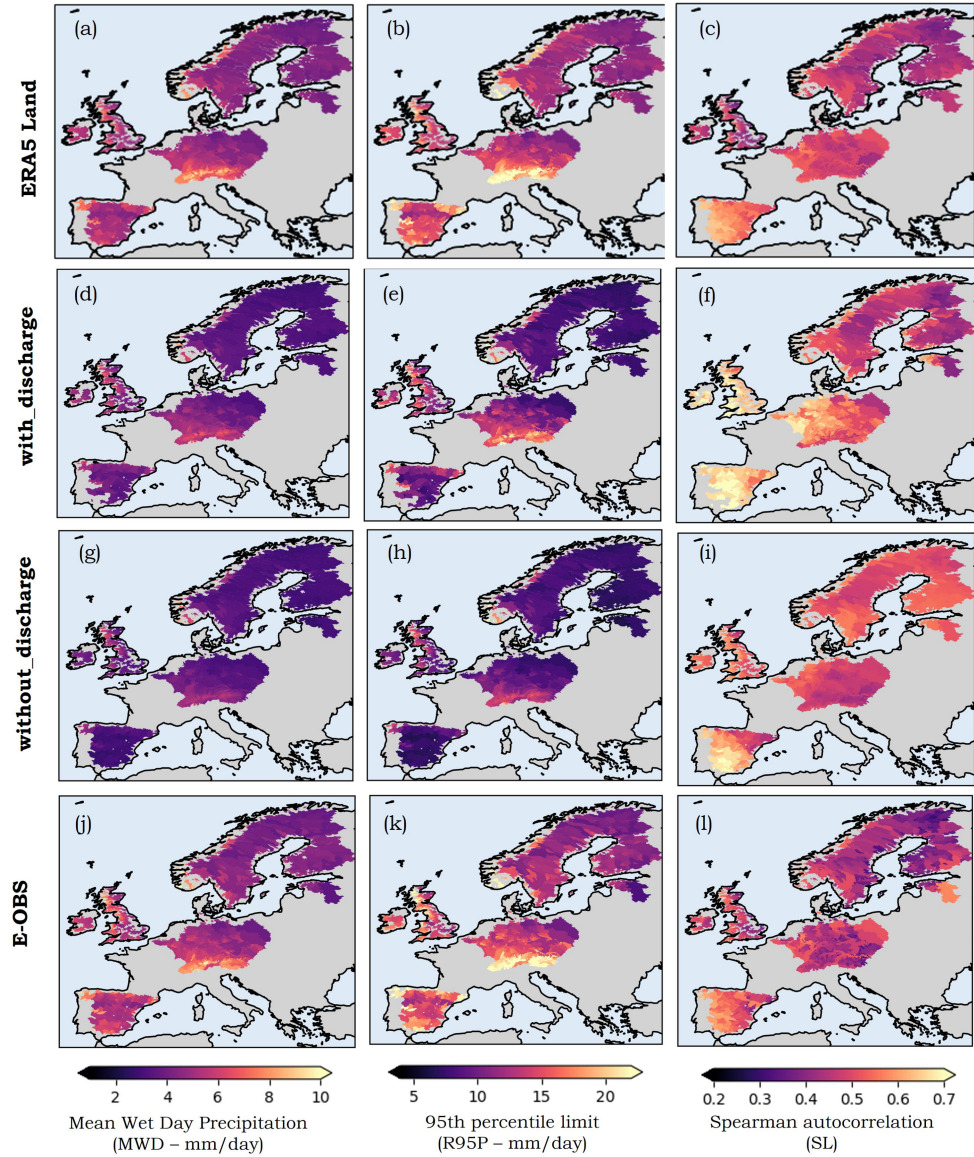 ERA5 Land
(a)
(b)
(c)
with_discharge
(d)
(e)
(f)
without_discharge
(g)
(h)
(i)
E-OBS
(j)
(k)
(l)
2 4 6 8 10
Mean Wet Day Precipitation
(MWD – mm/day)
5 10 15 20
95th percentile limit
(R95P – mm/day)
0.2 0.3 0.4 0.5 0.6 0.7
Spearman autocorrelation
(SL)